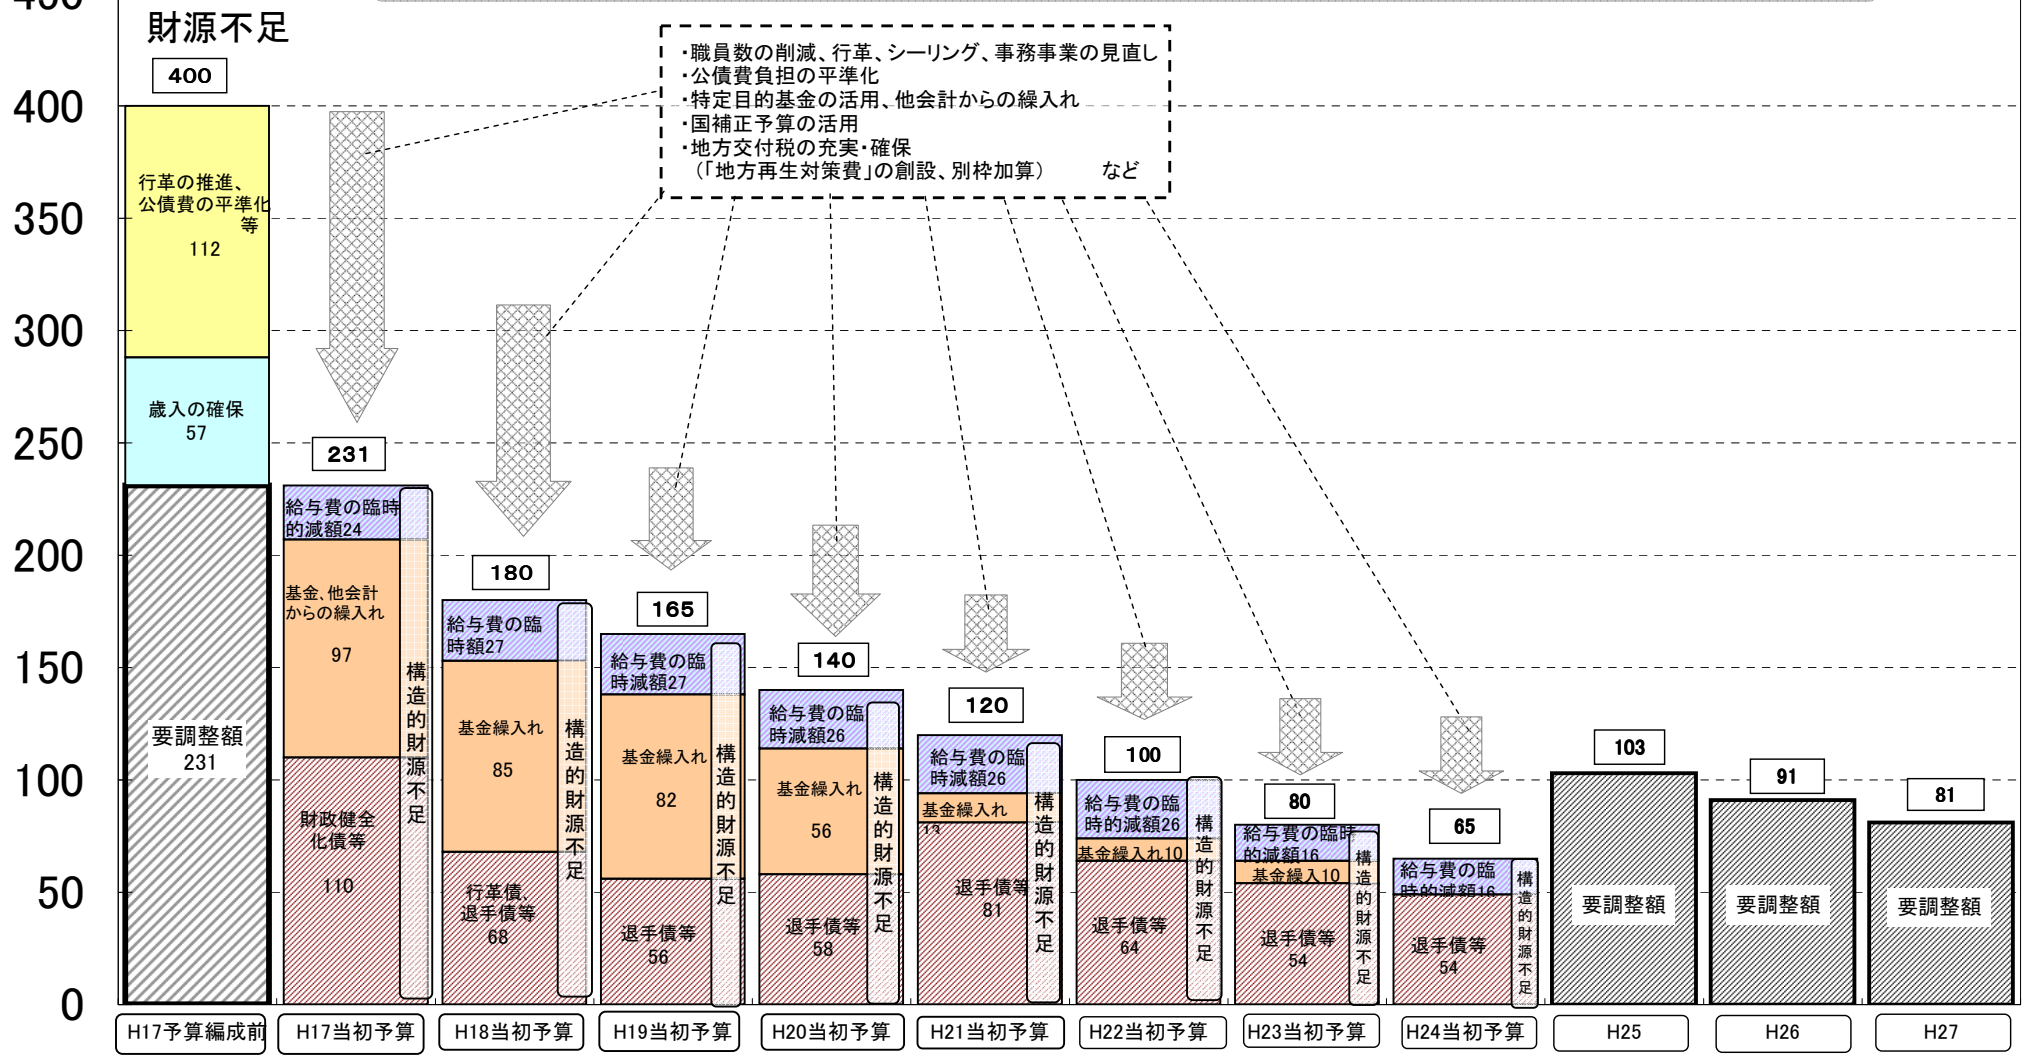 財源不足
400
・職員数の削減、行革、シーリング、事務事業の見直し
・公債費負担の平準化
・特定目的基金の活用、他会計からの繰入れ
・国補正予算の活用
・地方交付税の充実・確保
（「地方再生対策費」の創設、別枠加算）　　など
400
350
300
250
200
150
100
50
0
行革の推進、
公債費の平準化
等
112
歳入の確保
57
要調整額
231
231
給与費の臨時
的減額24
基金、他会計
からの繰入れ
97
財政健全
化債等
110
構造的財源不足
180
給与費の臨
時額27
基金繰入れ
85
行革債、
退手債等
68
構造的財源不足
165
給与費の臨
時減額27
基金繰入れ
82
退手債等
56
構造的財源不足
140
給与費の臨
時減額26
基金繰入れ
56
退手債等
58
構造的財源不足
120
給与費の臨
時減額26
基金繰入れ
13
退手債等
81
構造的財源不足
100
給与費の臨
時的減額26
基金繰入れ10
退手債等
64
構造的財源不足
80
給与費の臨時
的減額16
基金繰入10
退手債等
54
構造的財源不足
65
給与費の臨
時的減額16
退手債等
54
構造的財源不足
103
要調整額
91
要調整額
81
要調整額
H17予算編成前
H17当初予算
H18当初予算
H19当初予算
H20当初予算
H21当初予算
H22当初予算
H23当初予算
H24当初予算
H25
H26
H27